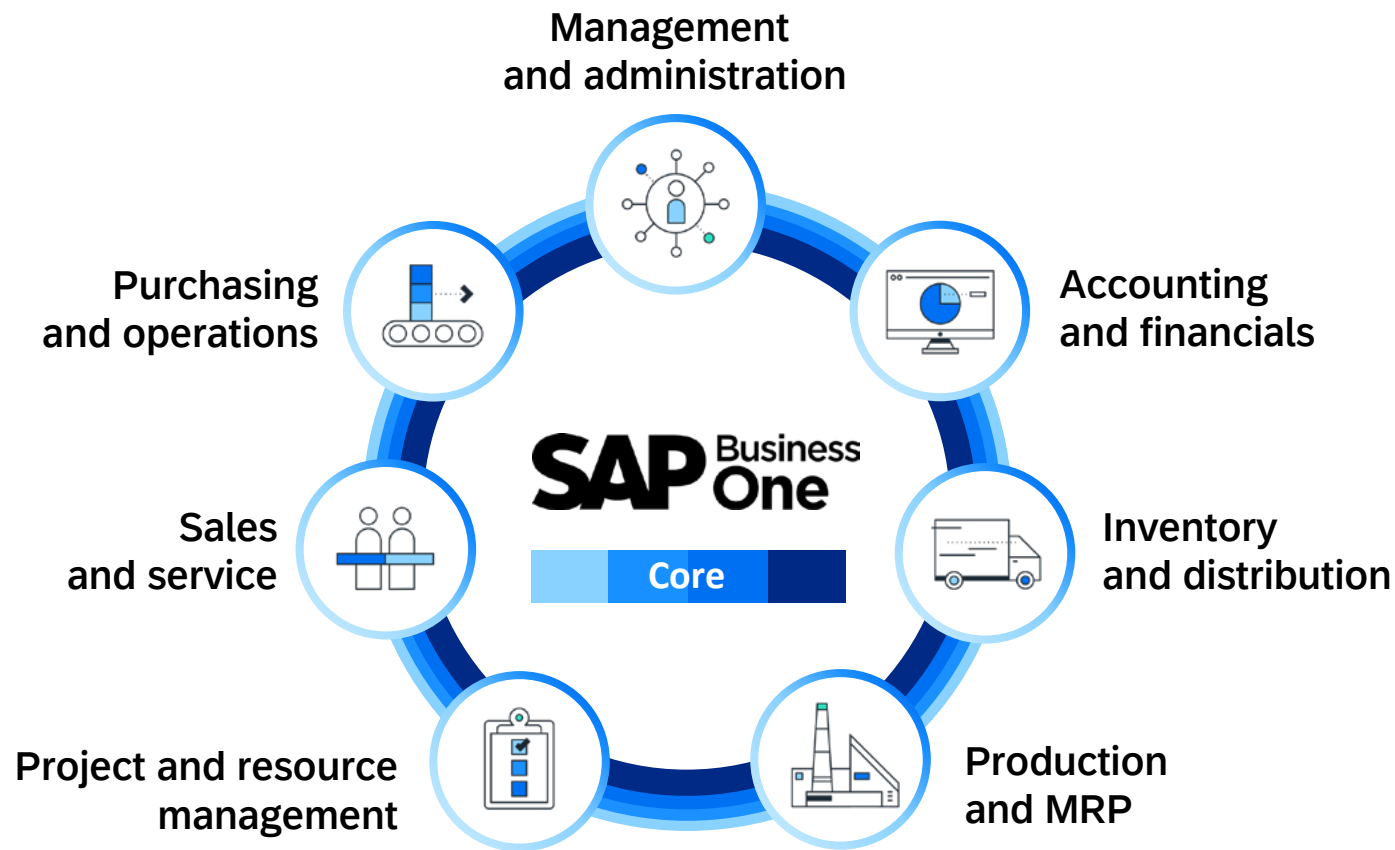 Management
and administration
Purchasing
and operations
Accounting
and financials
SAP Business
One
Core
Sales
and service
Inventory
and distribution
Project and resource
management
Production
and MRP